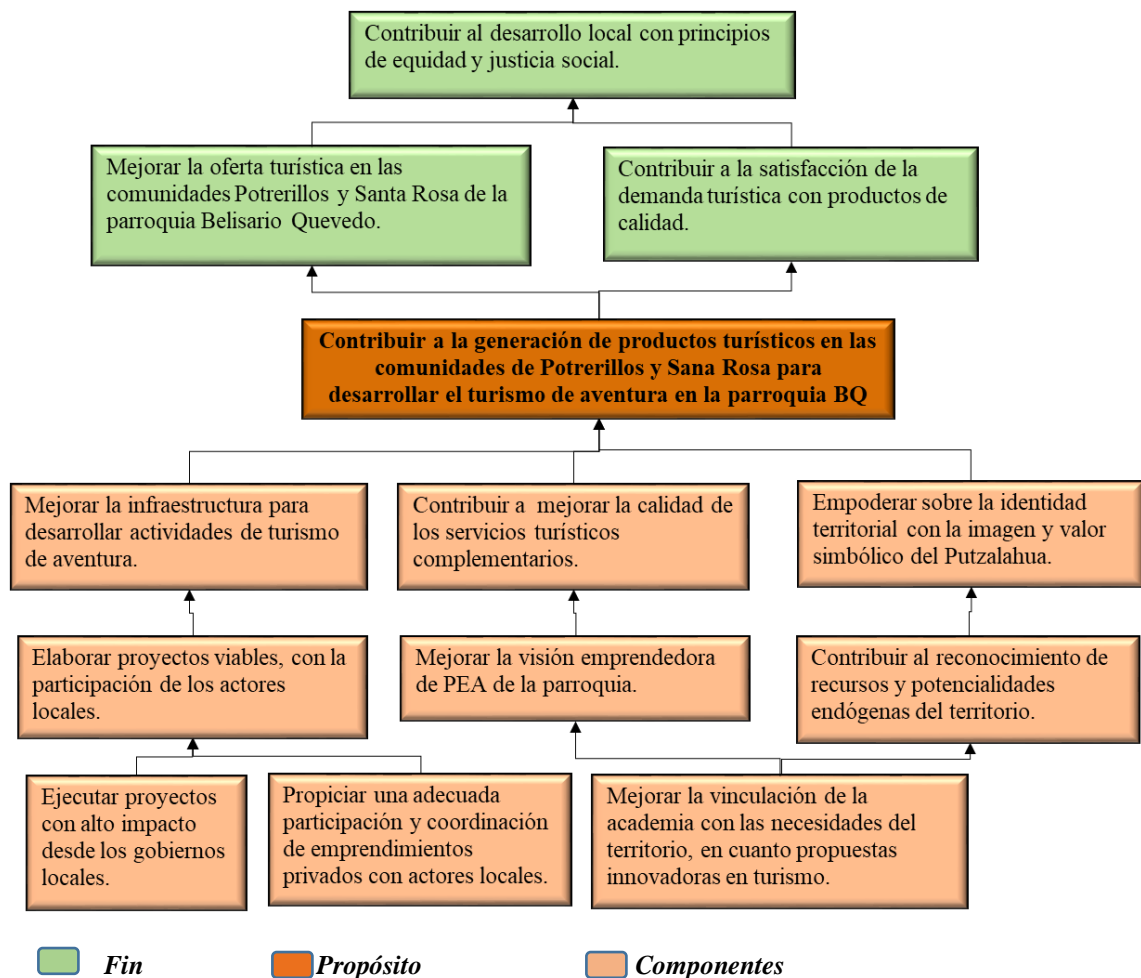 Contribuir al desarrollo local con principios
de equidad y justicia social.
Mejorar la oferta turística en las
comunidades Potrerillos y Santa Rosa de la
parroquia Belisario Quevedo.
Contribuir a la satisfacción de la
demanda turística con productos de
calidad.
Contribuir a la generación de productos turísticos en las
comunidades de Potrerillos y Sana Rosa para
desarrollar el turismo de aventura en la parroquia BQ
Mejorar la infraestructura para
desarrollar actividades de turismo
de aventura.
Contribuir a mejorar la calidad de
los servicios turísticos
complementarios.
Empoderar sobre la identidad
territorial con la imagen y valor
simbólico del Putzalahua.
Elaborar proyectos viables, con la
participación de los actores
locales.
Mejorar la visión emprendedora
de PEA de la parroquia.
Contribuir al reconocimiento de
recursos y potencialidades
endógenas del territorio.
Ejecutar proyectos
con alto impacto
desde los gobiernos
locales.
Propiciar una adecuada
participación y coordinación
de emprendimientos
privados con actores locales.
Mejorar la vinculación de la
academia con las necesidades del
territorio, en cuanto propuestas
innovadoras en turismo.
Fin
Propósito
Componentes